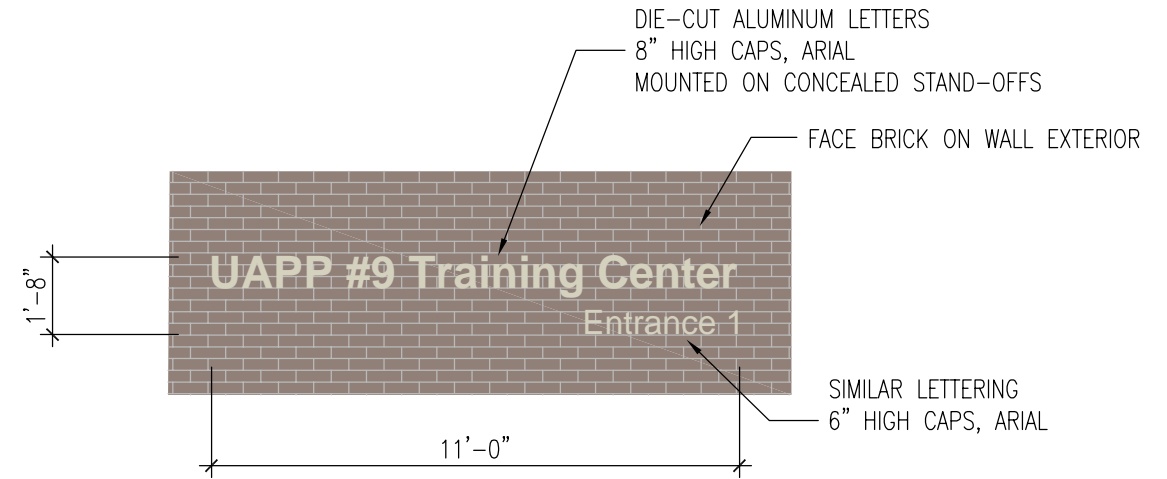 DIE-CUT ALUMINUM LETTERS
8" HIGH CAPS, ARIAL
MOUNTED ON CONCEALED STAND-OFFS
FACE BRICK ON WALL EXTERIOR
1'-8"
UAPP #9 Training Center
Entrance 1
SIMILAR LETTERING
6" HIGH CAPS, ARIAL
11'-0"